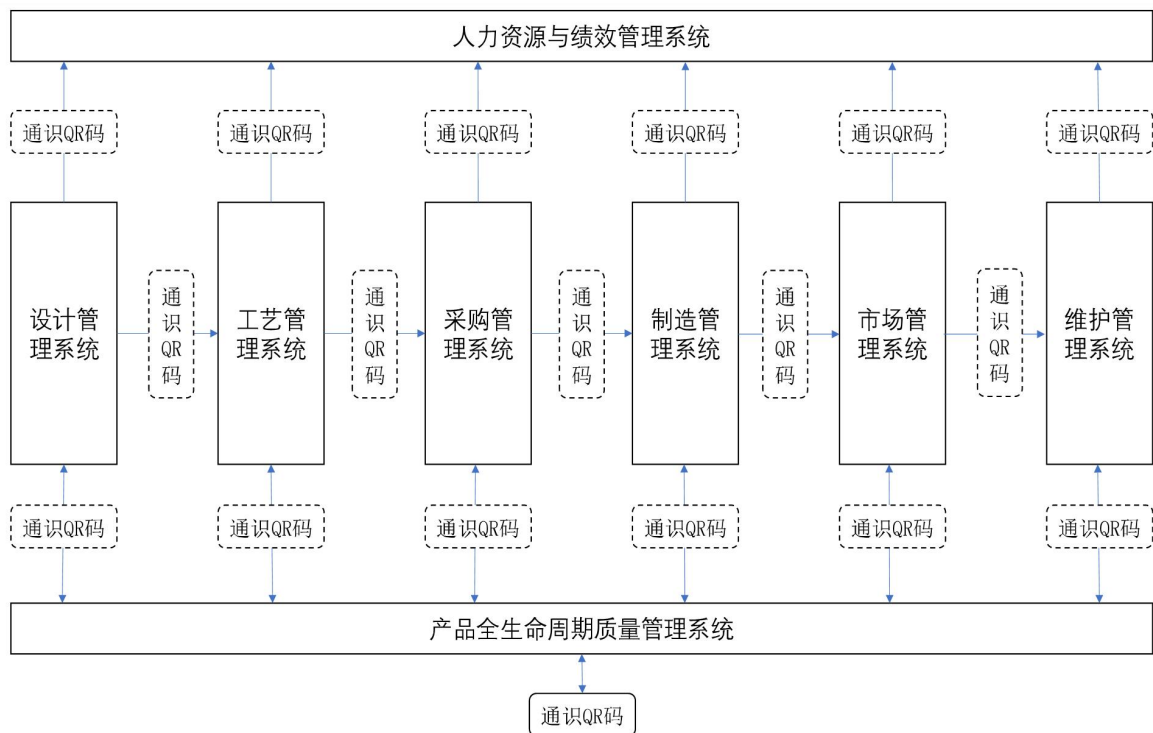 人力资源与绩效管理系统
通识QR码
通识QR码
通识QR码
通识QR码
通识QR码
通识QR码
设计管
理系统
通
识
QR
码
工艺管
理系统
通
识
QR
码
采购管
理系统
通
识
QR
码
制造管
理系统
通
识
QR
码
市场管
理系统
通
识
QR
码
维护管
理系统
通识QR码
通识QR码
通识QR码
通识QR码
通识QR码
通识QR码
产品全生命周期质量管理系统
通识QR码